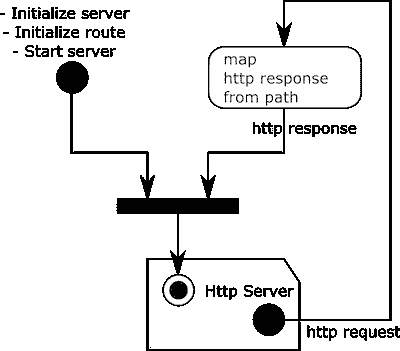 - Initialize server
- Initialize route
- Start server
map
http response
from path
http response
Http Server
http request